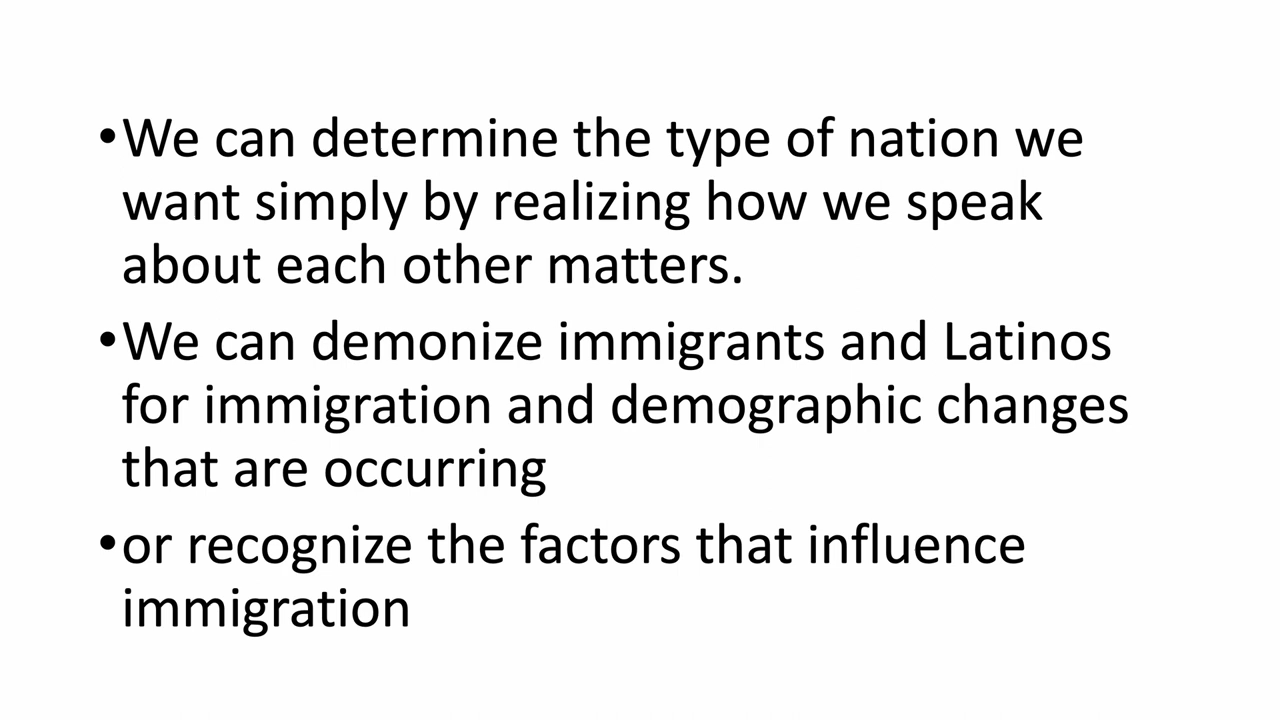 •We can determine the type of nation we
want simply by realizing how we speak
about each other matters.
•We can demonize immigrants and Latinos
for immigration and demographic changes
that are occurring
•or recognize the factors that influence
immigration